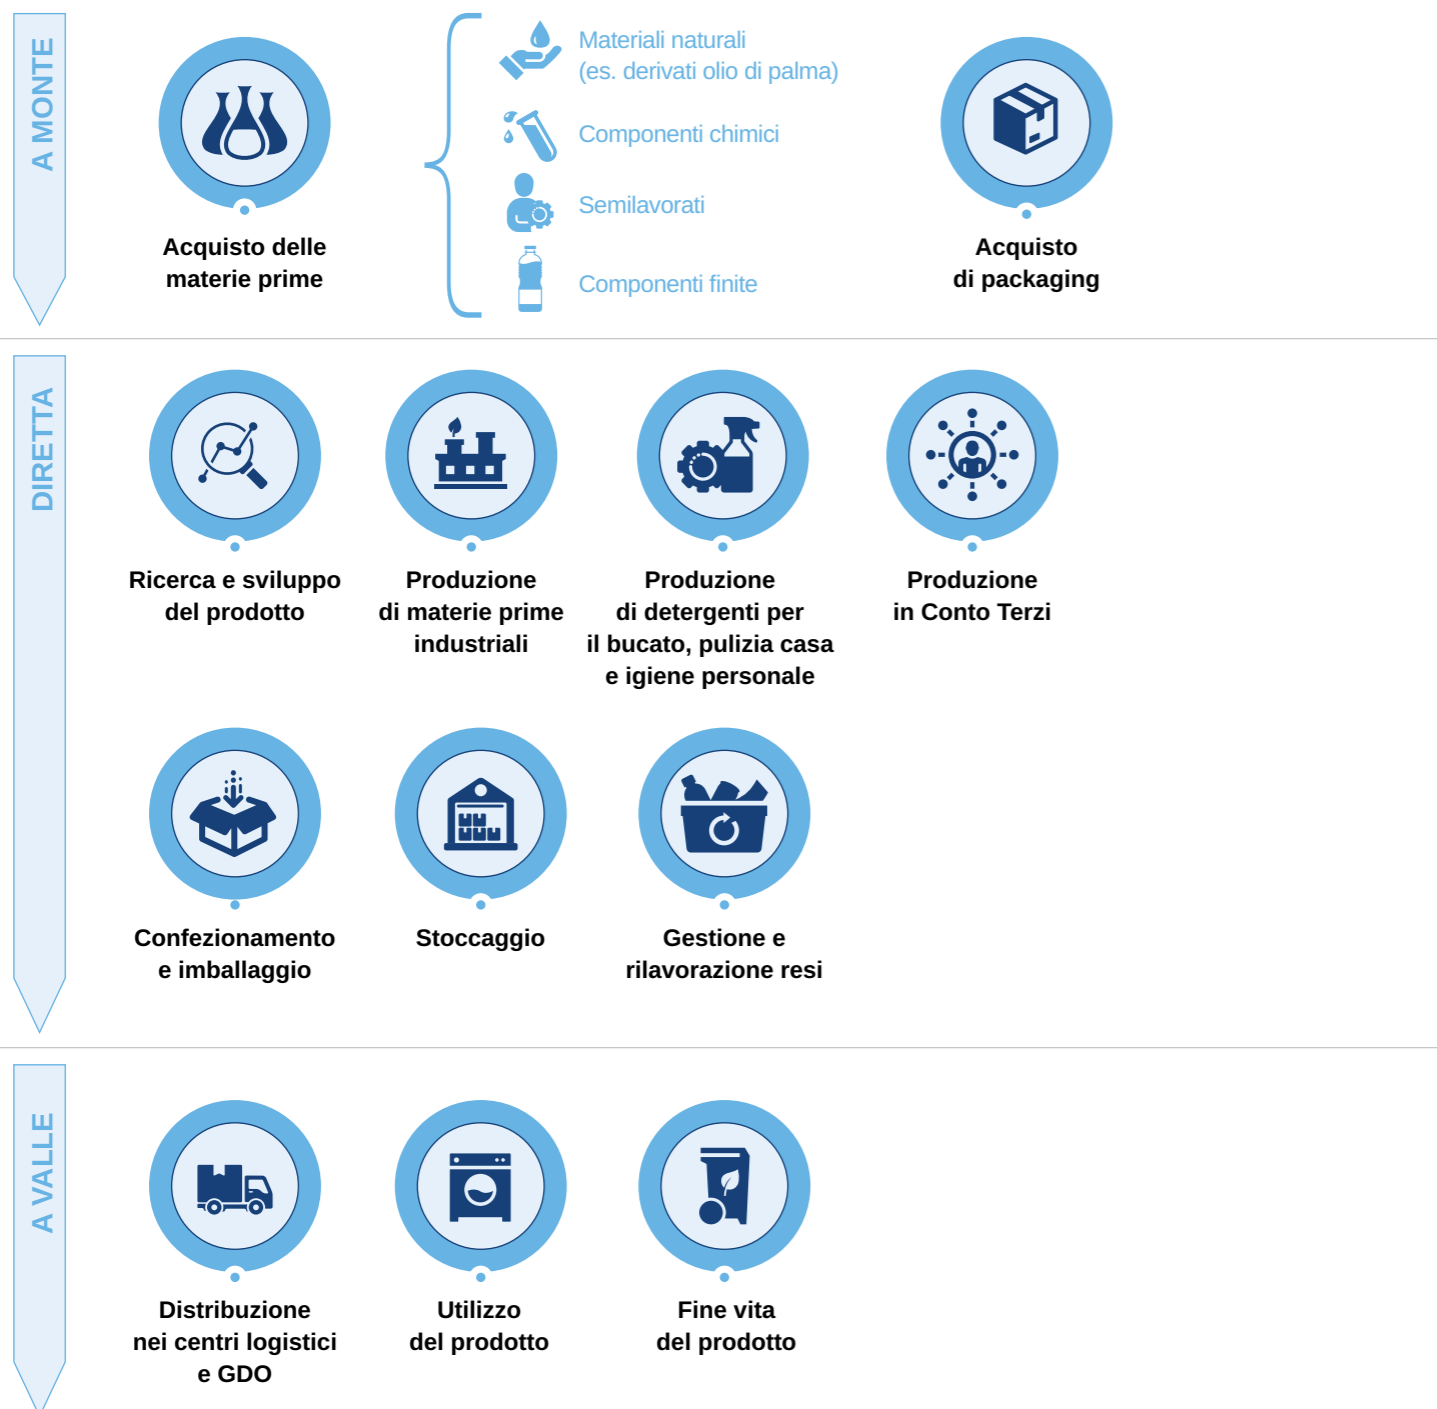 A MONTE
Acquisto delle
materie prime
Materiali naturali
(es. derivati olio di palma)
Componenti chimici
Semilavorati
Componenti finite
Acquisto
di packaging
DIRETTA
Ricerca e sviluppo
del prodotto
Produzione
di materie prime
industriali
Produzione
di detergenti per
il bucato, pulizia casa
e igiene personale
Produzione
in Conto Terzi
Confezionamento
e imballaggio
Stoccaggio
Gestione e
rilavorazione resi
A VALLE
Distribuzione
nei centri logistici
e GDO
Utilizzo
del prodotto
Fine vita
del prodotto